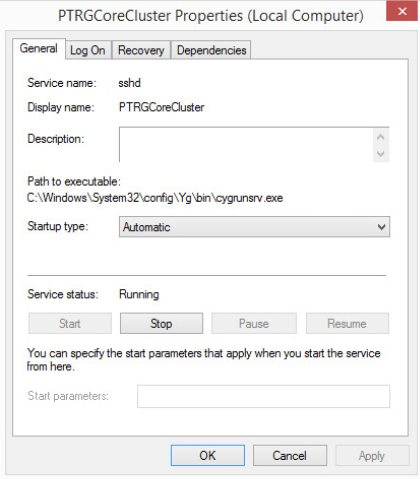 PTRGCoreCluster Properties (Local Computer)
General Log On Recovery Dependencies
Service name: sshd
Display name: PTRGCoreCluster
Description:
Path to executable:
C:\Windows\System32\config\Yg\bin\cygrunsrv.exe
Startup type: Automatic
Service status: Running
Start Stop Pause Resume
You can specify the start parameters that apply when you start the service
from here.
Start parameters:
OK Cancel Apply